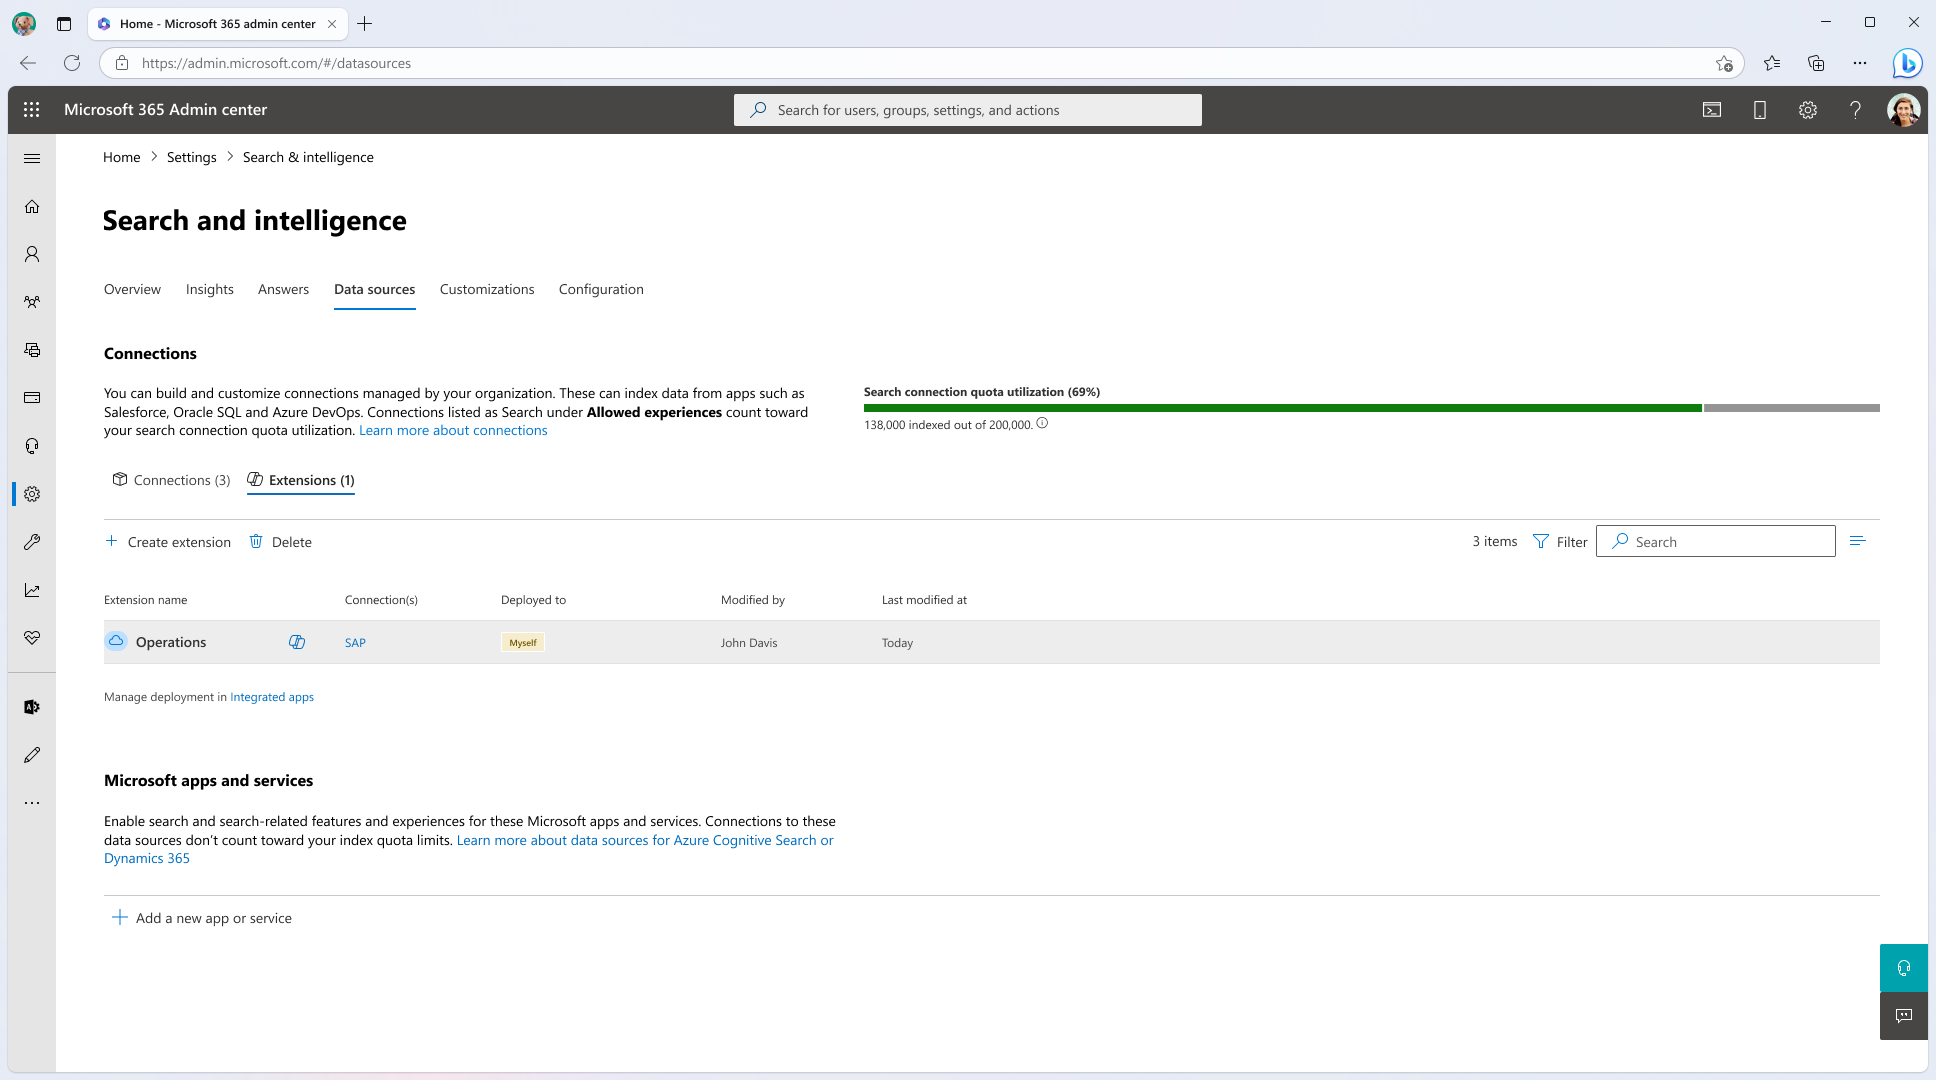 Home - Microsoft 365 admin center
https://admin.microsoft.com/#/datasources
Microsoft 365 Admin center
Search for users, groups, settings, and actions
Home > Settings > Search & intelligence
Search and intelligence
Overview Insights Answers Data sources Customizations Configuration
Connections
You can build and customize connections managed by your organization. These can index data from apps such as
Salesforce, Oracle SQL and Azure DevOps. Connections listed as Search under Allowed experiences count toward
your search connection quota utilization. Learn more about connections
Search connection quota utilization (69%)
138,000 indexed out of 200,000.
Connections (3) Extensions (1)
+ Create extension Delete
3 items Filter Search
Extension name Connection(s) Deployed to Modified by Last modified at
Operations SAP Myself John Davis Today
Manage deployment in Integrated apps
Microsoft apps and services
Enable search and search-related features and experiences for these Microsoft apps and services. Connections to these
data sources don't count toward your index quota limits. Learn more about data sources for Azure Cognitive Search or
Dynamics 365
+ Add a new app or service